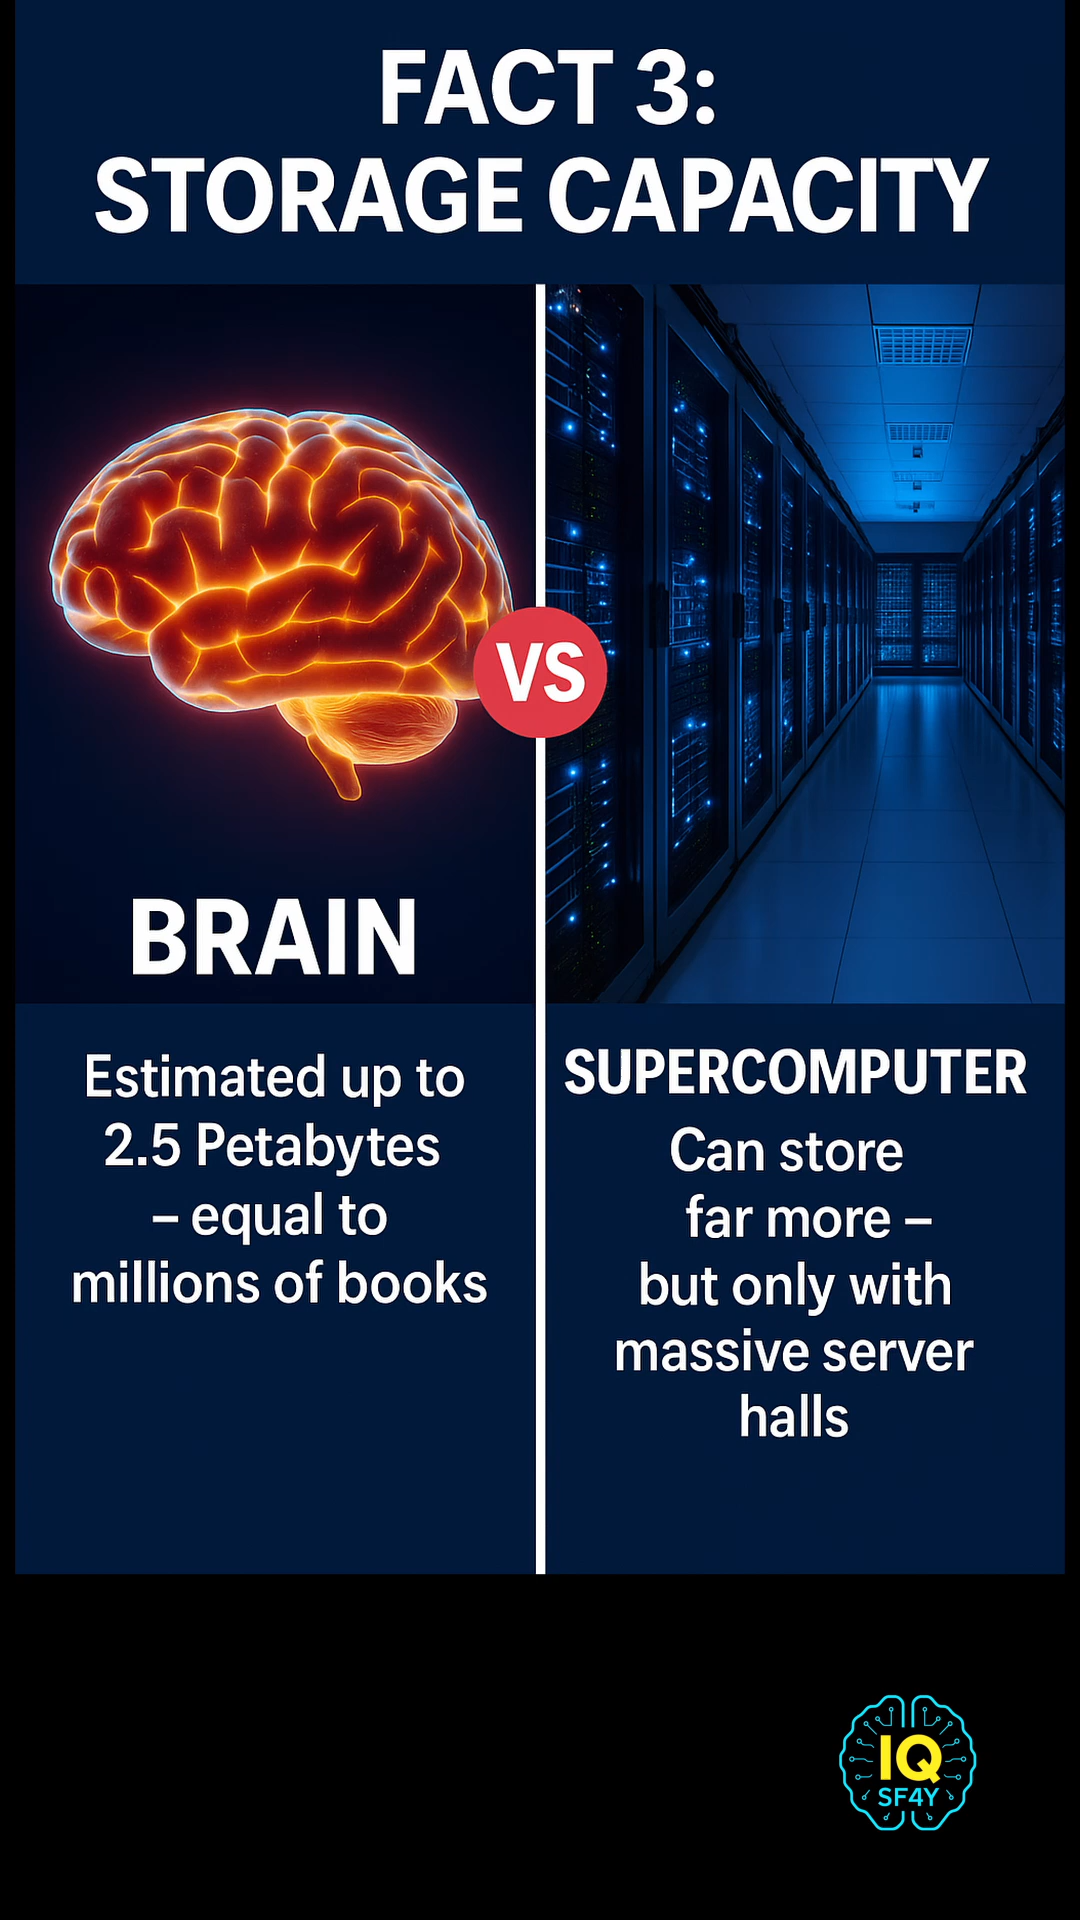 FACT 3:
STORAGE CAPACITY
VS
BRAIN
Estimated up to
2.5 Petabytes
– equal to
millions of books
SUPERCOMPUTER
Can store
far more –
but only with
massive server
halls
IQ
SF4Y